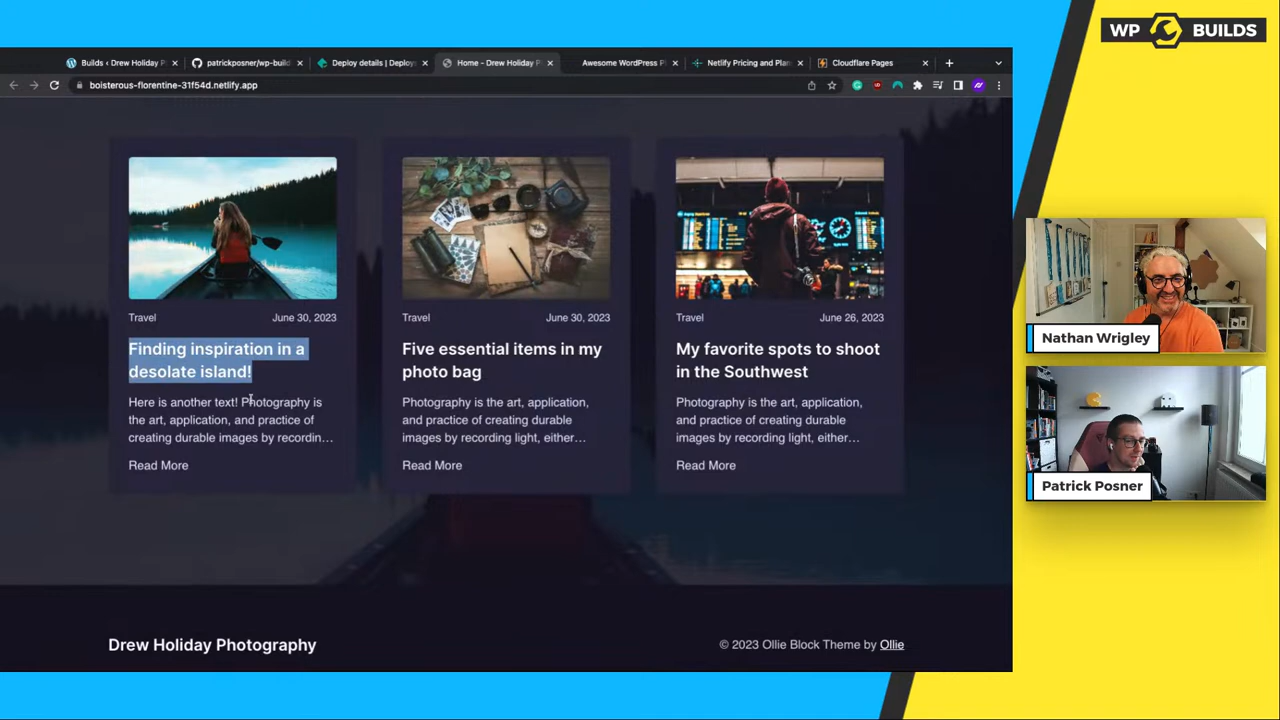 WP BUILDS
Builds ‹ Drew Holiday P
patrickposner/wp-build
Deploy details | Deploys
Home - Drew Holiday P
Awesome WordPress P
Netlify Pricing and Plan
Cloudflare Pages
boisterous-florentine-31f54d.netlify.app
Travel June 30, 2023
Finding inspiration in a
desolate island!
Here is another text! Photography is
the art, application, and practice of
creating durable images by recordin…
Read More
Travel June 30, 2023
Five essential items in my
photo bag
Photography is the art, application,
and practice of creating durable
images by recording light, either…
Read More
Travel June 26, 2023
My favorite spots to shoot
in the Southwest
Photography is the art, application,
and practice of creating durable
images by recording light, either…
Read More
Drew Holiday Photography
© 2023 Ollie Block Theme by Ollie
Nathan Wrigley
Patrick Posner